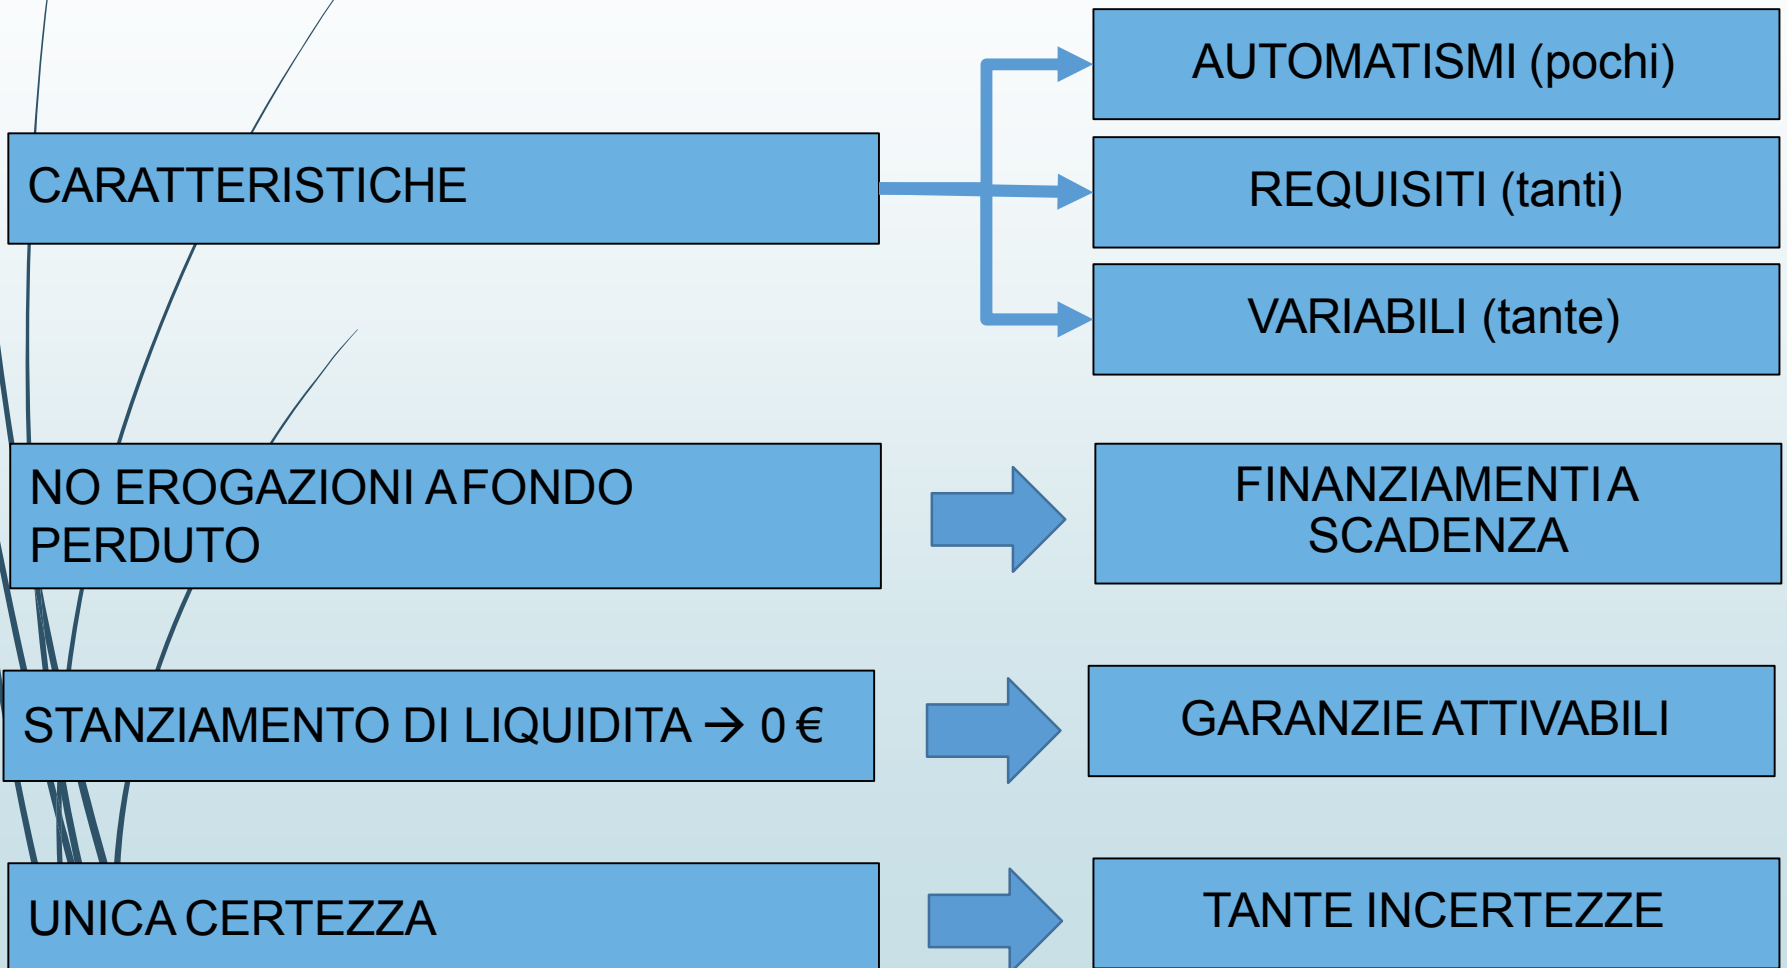 CARATTERISTICHE
AUTOMATISMI (pochi)
REQUISITI (tanti)
VARIABILI (tante)
NO EROGAZIONI A FONDO
PERDUTO
FINANZIAMENTI A
SCADENZA
STANZIAMENTO DI LIQUIDITA → 0 €
GARANZIE ATTIVABILI
UNICA CERTEZZA
TANTE INCERTEZZE